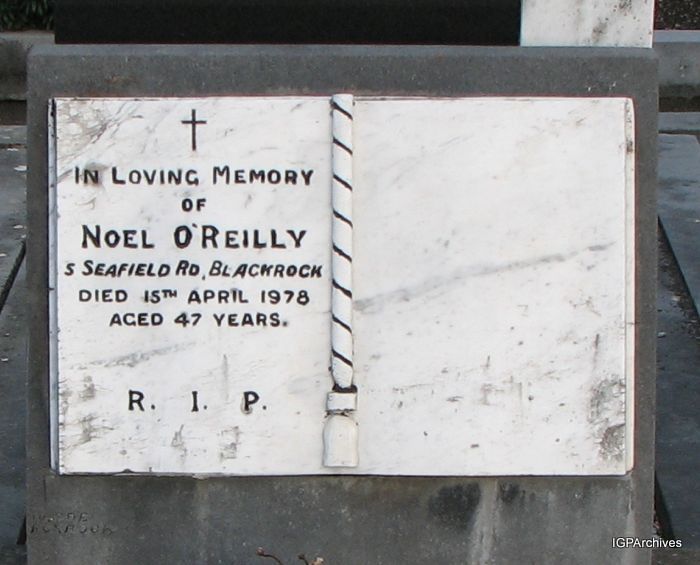 IN LOVING MEMORY
OF
NOEL O'REILLY
5 SEAFIELD RD, BLACKROCK
DIED 15TH APRIL 1978
AGED 47 YEARS.
R. I. P.
IGPArchives